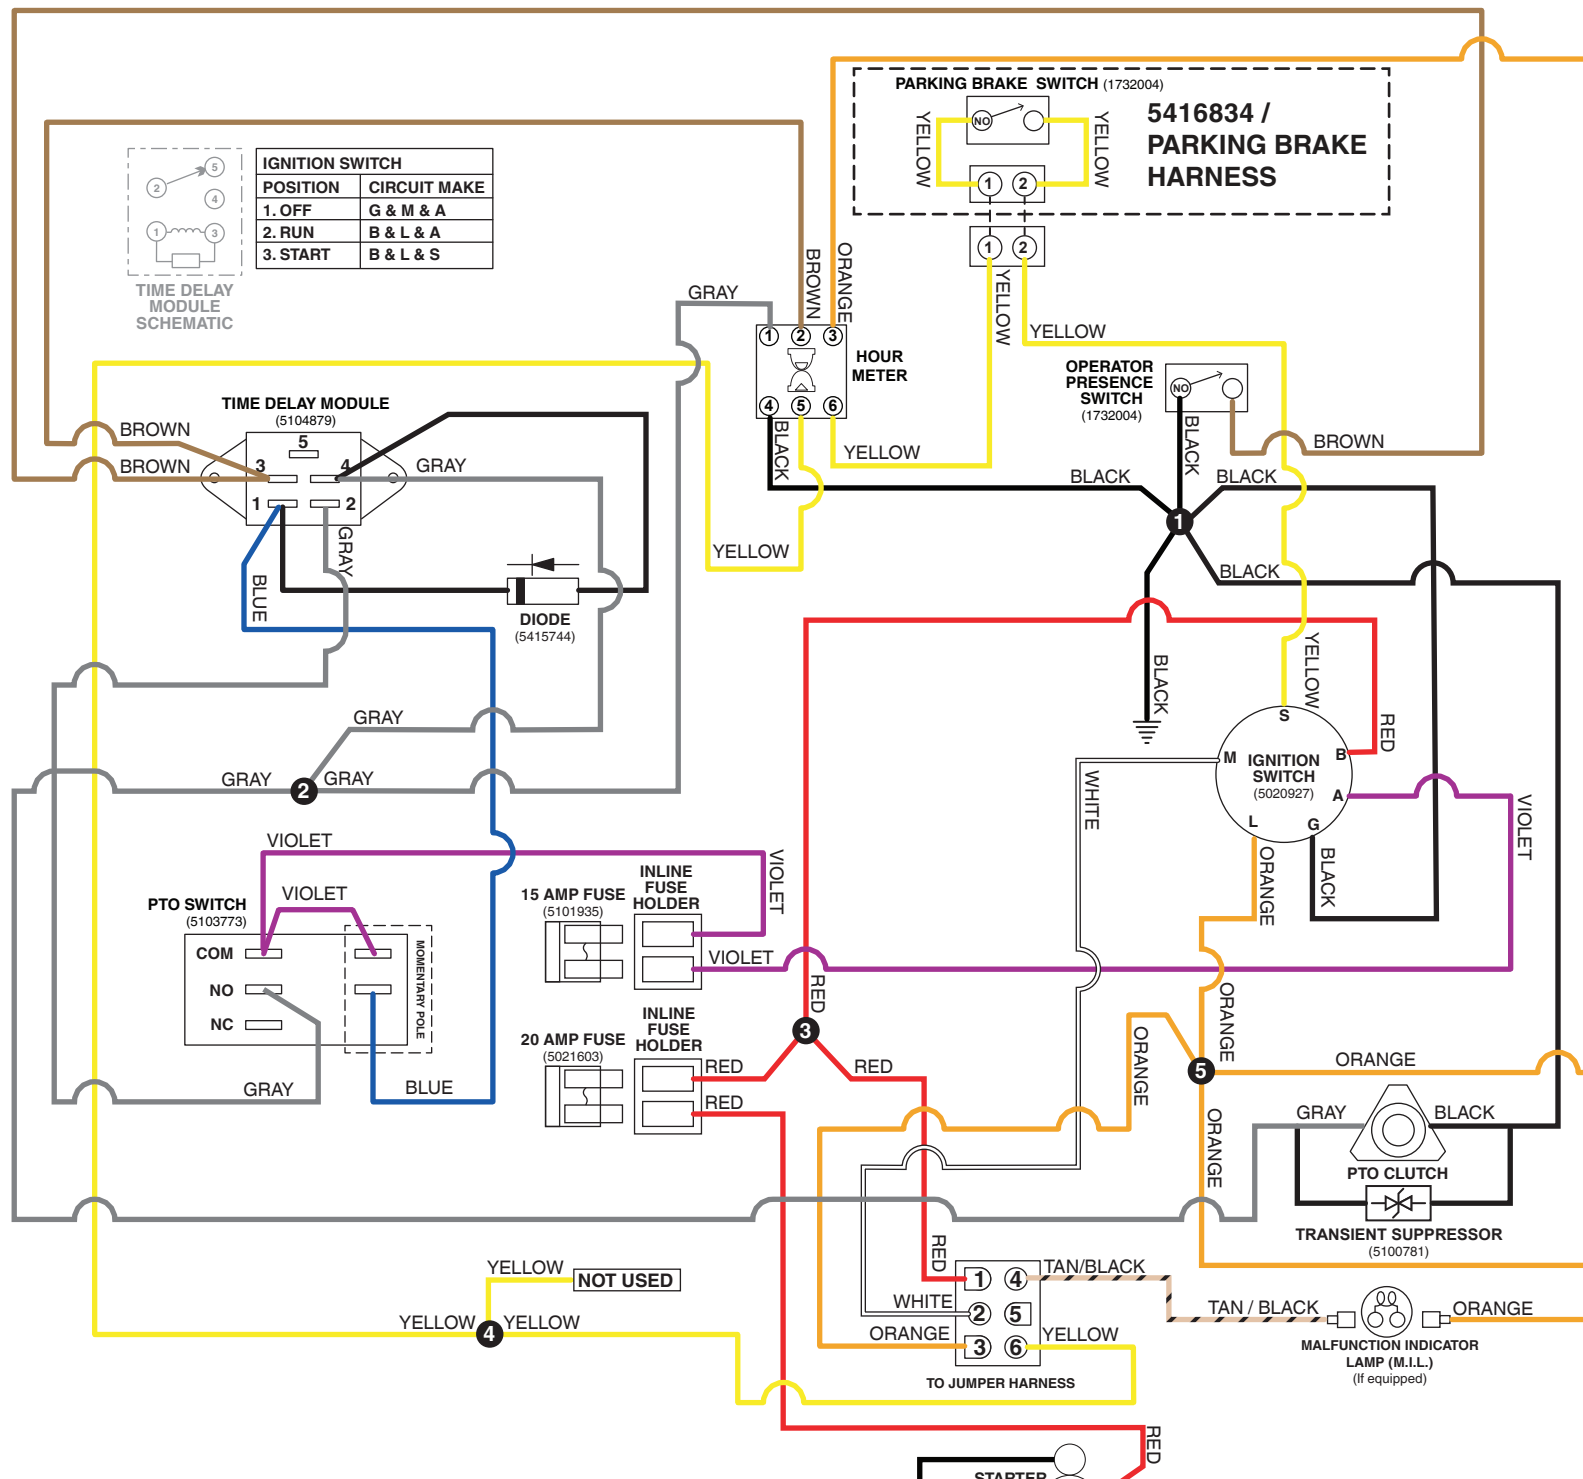 PARKING BRAKE SWITCH (1732004)
NO
YELLOW
YELLOW
1 2
1 2
5416834 /
PARKING BRAKE
HARNESS
IGNITION SWITCH
POSITION CIRCUIT MAKE
1. OFF G & M & A
2. RUN B & L & A
3. START B & L & S
5
2
4
1 3
TIME DELAY
MODULE
SCHEMATIC
GRAY
BROWN
ORANGE
YELLOW
YELLOW
1 2 3
4 5 6
HOUR
METER
OPERATOR
PRESENCE
SWITCH
(1732004)
NO
BLACK
BROWN
TIME DELAY MODULE
(5104879)
BROWN
BROWN
5
3 4
1 2
GRAY
GRAY
BLUE
BLACK
YELLOW
BLACK
BLACK
1
YELLOW
BLACK
DIODE
(5415744)
BLACK
YELLOW
RED
GRAY
GRAY
2
GRAY
WHITE
S
M
B
A
L
G
IGNITION
SWITCH
(5020927)
VIOLET
ORANGE
BLACK
VIOLET
VIOLET
VIOLET
PTO SWITCH
(5103773)
COM
NO
NC
MOMENTARY POLE
GRAY
BLUE
15 AMP FUSE
(5101935)
INLINE
FUSE
HOLDER
VIOLET
RED
3
20 AMP FUSE
(5021603)
INLINE
FUSE
HOLDER
RED
RED
RED
ORANGE
ORANGE
5
ORANGE
ORANGE
GRAY
BLACK
PTO CLUTCH
TRANSIENT SUPPRESSOR
(5100781)
YELLOW
NOT USED
YELLOW
4
YELLOW
RED
WHITE
ORANGE
1 4
2 5
3 6
TAN/BLACK
YELLOW
TO JUMPER HARNESS
TAN / BLACK
ORANGE
MALFUNCTION INDICATOR
LAMP (M.I.L.)
(If equipped)
RED
STARTER